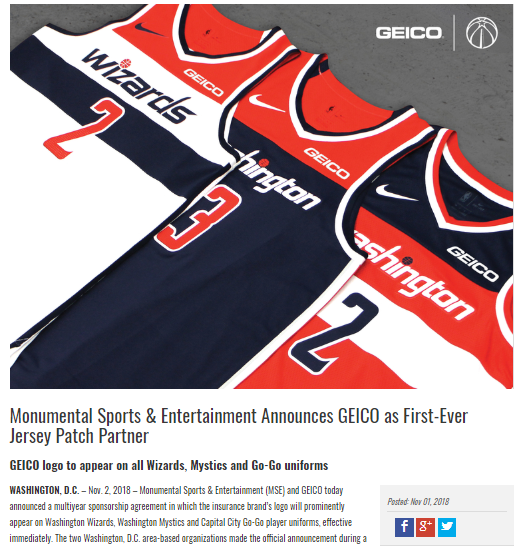 GEICO
GEICO
wizards
2
GEICO
hington
3
GEICO
ashington
2
Monumental Sports & Entertainment Announces GEICO as First-Ever
Jersey Patch Partner
GEICO logo to appear on all Wizards, Mystics and Go-Go uniforms
WASHINGTON, D.C. – Nov. 2, 2018 – Monumental Sports & Entertainment (MSE) and GEICO today
announced a multiyear sponsorship agreement in which the insurance brand's logo will prominently
appear on Washington Wizards, Washington Mystics and Capital City Go-Go player uniforms, effective
immediately. The two Washington, D.C. area-based organizations made the official announcement during a
Posted: Nov 01, 2018
f g+